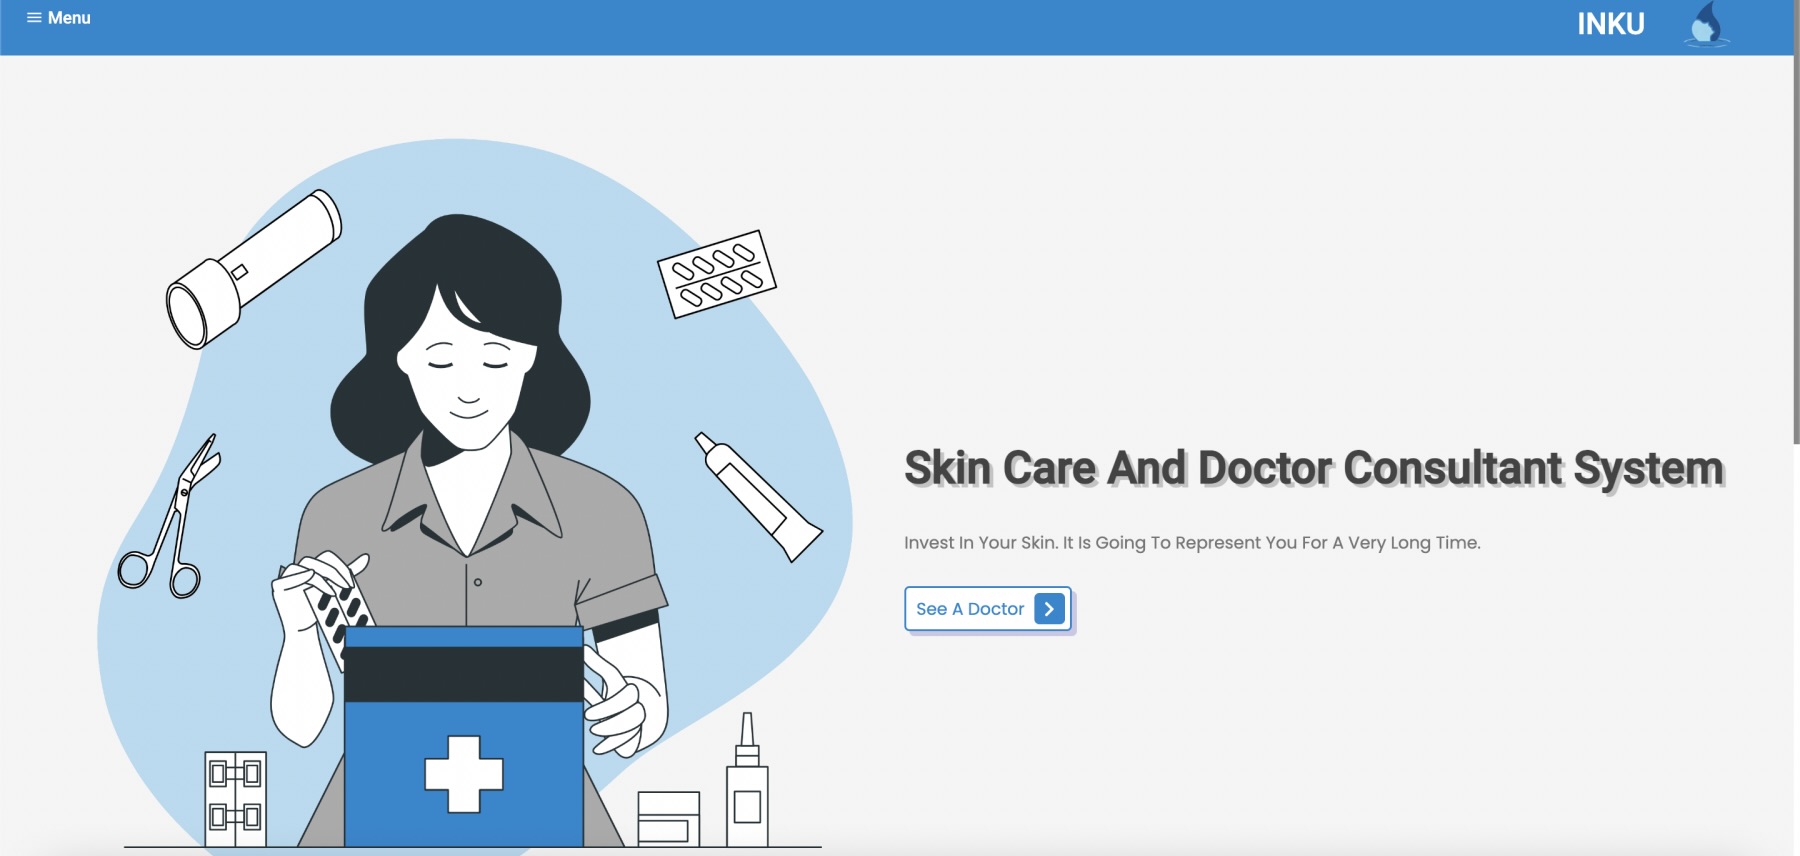 Menu
INKU
Skin Care And Doctor Consultant System
Invest In Your Skin. It Is Going To Represent You For A Very Long Time.
See A Doctor